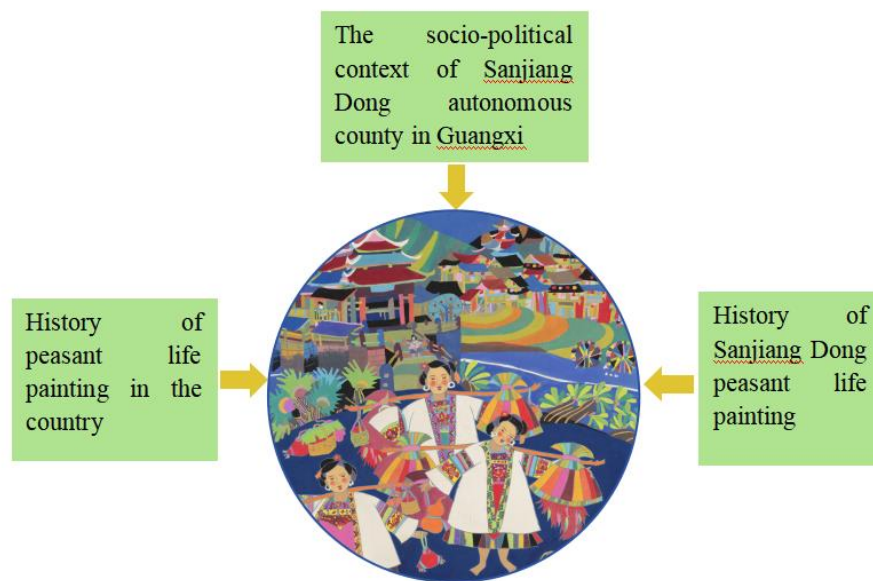 The socio-political
context of Sanjiang
Dong autonomous
county in Guangxi
History of
peasant life
painting in the
country
History of
Sanjiang Dong
peasant life
painting